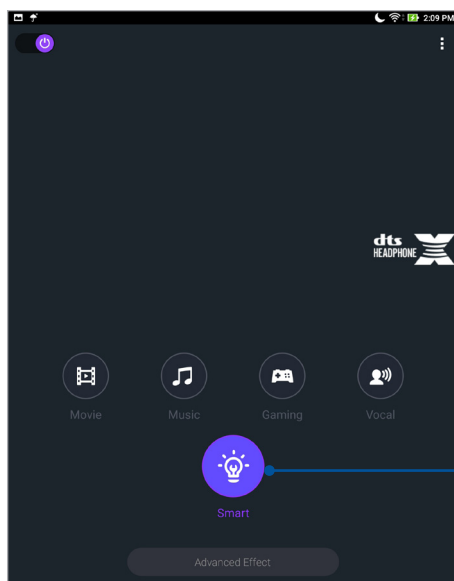 2:09 PM
dts
HEADPHONE X
Movie Music Gaming Vocal
Smart
Advanced Effect